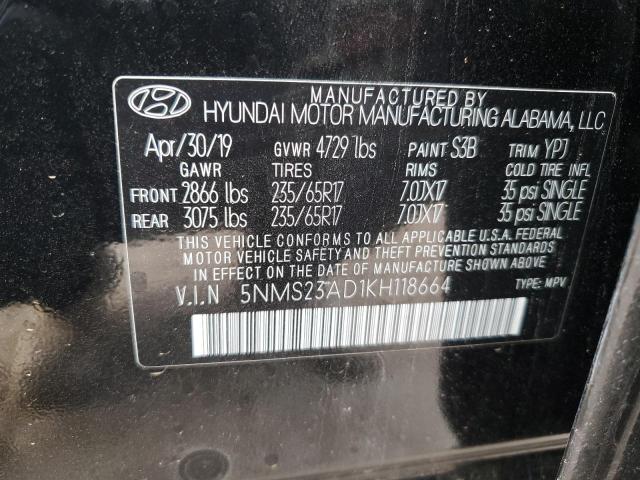 MANUFACTURED BY
HYUNDAI MOTOR MANUFACTURING ALABAMA, LLC
Apr/30/19 GVWR 4729 lbs PAINT S3B TRIM YPJ
GAWR TIRES RIMS COLD TIRE INFL
FRONT 2866 lbs 235/65R17 7.0JX17 35 psi SINGLE
REAR 3075 lbs 235/65R17 7.0JX17 35 psi SINGLE
THIS VEHICLE CONFORMS TO ALL APPLICABLE U.S.A. FEDERAL
MOTOR VEHICLE SAFETY AND THEFT PREVENTION STANDARDS
IN EFFECT ON THE DATE OF MANUFACTURE SHOWN ABOVE.
V.I.N 5NMS23AD1KH118664 TYPE: MPV